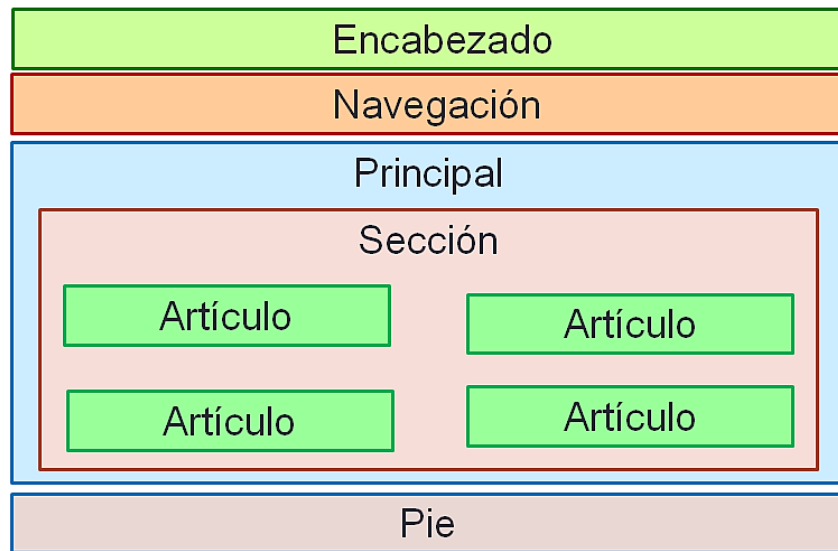 Encabezado
Navegación
Principal
Sección
Artículo
Artículo
Artículo
Artículo
Pie